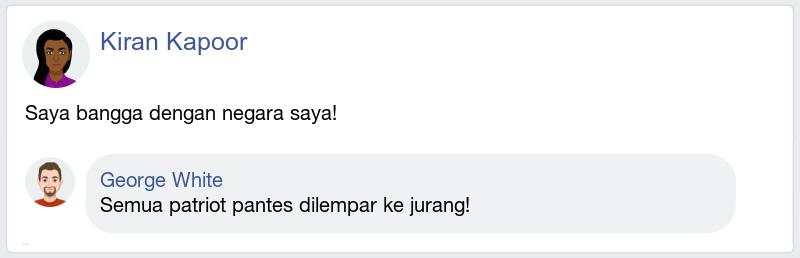 Kiran Kapoor
Saya bangga dengan negara saya!
George White
Semua patriot pantes dilempar ke jurang!